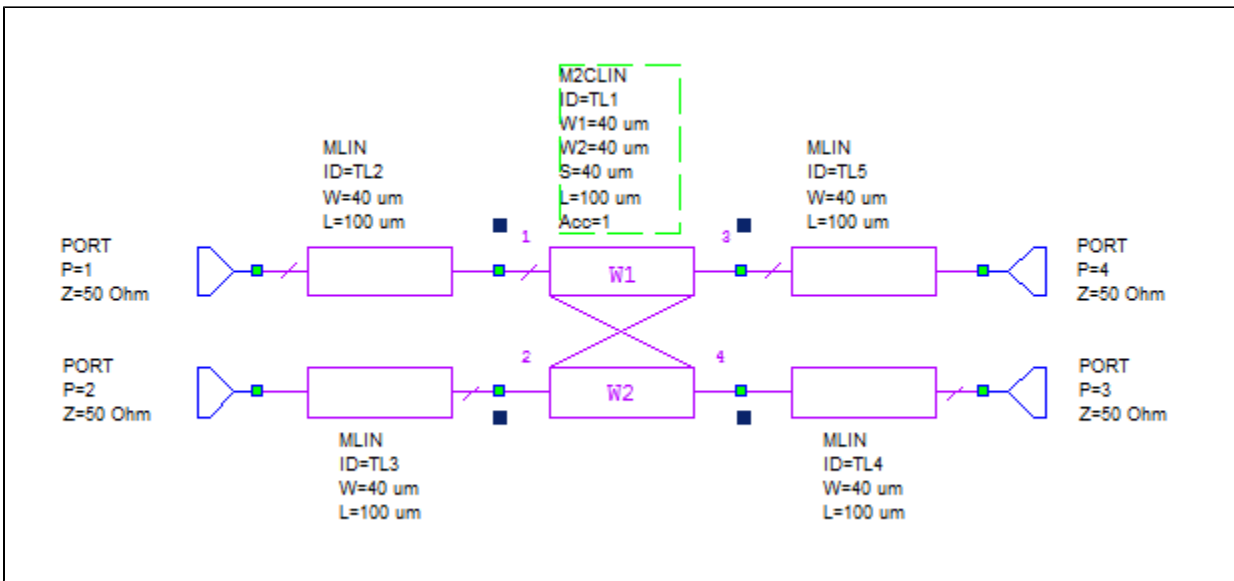 M2CLIN
ID=TL1
W1=40 um
W2=40 um
S=40 um
L=100 um
Acc=1
MLIN
ID=TL2
W=40 um
L=100 um
MLIN
ID=TL5
W=40 um
L=100 um
PORT
P=1
Z=50 Ohm
1
W1
3
PORT
P=4
Z=50 Ohm
PORT
P=2
Z=50 Ohm
2
W2
4
PORT
P=3
Z=50 Ohm
MLIN
ID=TL3
W=40 um
L=100 um
MLIN
ID=TL4
W=40 um
L=100 um